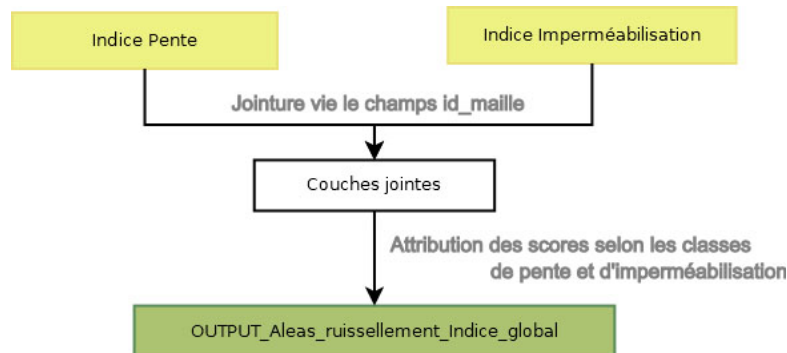 Indice Pente
Indice Imperméabilisation
Jointure vie le champs id_maille
Couches jointes
Attribution des scores selon les classes
de pente et d'imperméabilisation
OUTPUT_Aleas_ruissellement_Indice_global